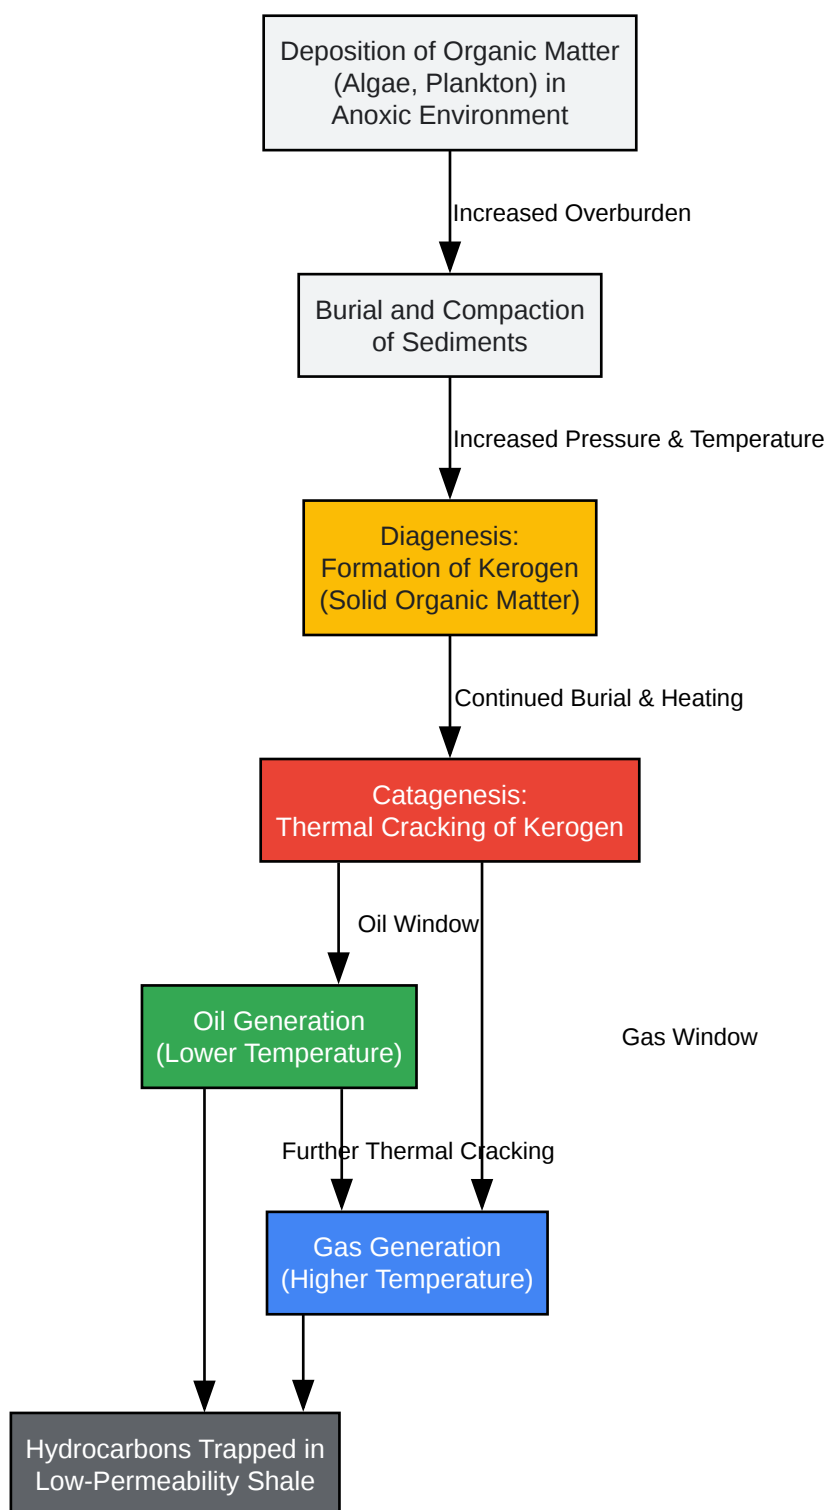 Deposition of Organic Matter
(Algae, Plankton) in
Anoxic Environment
Increased Overburden
Burial and Compaction
of Sediments
Increased Pressure & Temperature
Diagenesis:
Formation of Kerogen
(Solid Organic Matter)
Continued Burial & Heating
Catagenesis:
Thermal Cracking of Kerogen
Oil Window
Oil Generation
(Lower Temperature)
Gas Window
Further Thermal Cracking
Gas Generation
(Higher Temperature)
Hydrocarbons Trapped in
Low-Permeability Shale